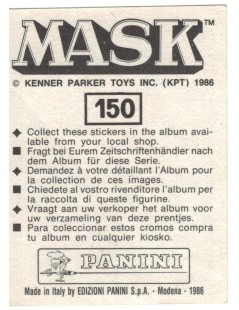 MASK™
© KENNER PARKER TOYS INC. (KPT) 1986
150
◆ Collect these stickers in the album avai-
lable from your local shop.
■ Fragt bei Eurem Zeitschriftenhändler nach
dem Album für diese Serie.
◆ Demandez à votre détaillant l'Album pour
la collection de ces images.
■ Chiedete al vostro rivenditore l'album per
la raccolta di queste figurine.
◆ Vraagt aan uw verkoper het album voor
uw verzameling van deze prentjes.
■ Para coleccionar estos cromos compra
tu album en cualquier kiosko.
PANINI
Made in Italy by EDIZIONI PANINI S.p.A. - Modena - 1986